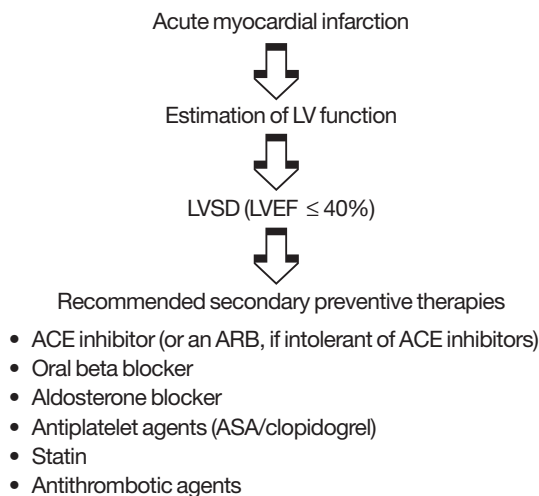 Acute myocardial infarction
Estimation of LV function
LVSD (LVEF ≤ 40%)
Recommended secondary preventive therapies
• ACE inhibitor (or an ARB, if intolerant of ACE inhibitors)
• Oral beta blocker
• Aldosterone blocker
• Antiplatelet agents (ASA/clopidogrel)
• Statin
• Antithrombotic agents